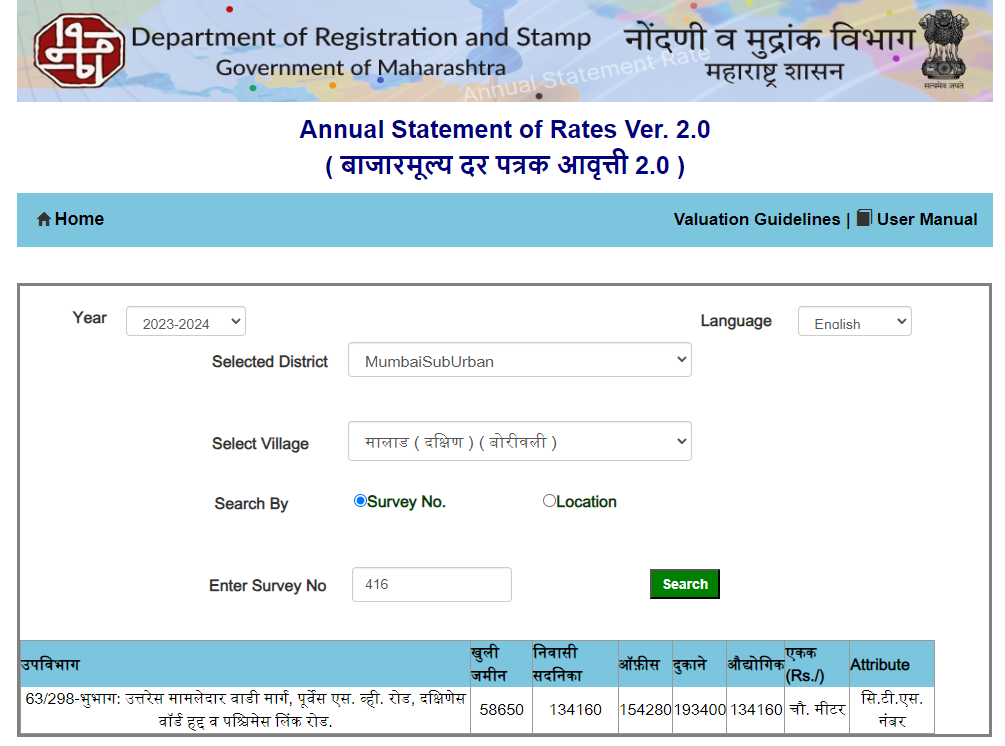 Department of Registration and Stamp
Government of Maharashtra
नोंदणी व मुद्रांक विभाग
महाराष्ट्र शासन
सत्यमेव जयते
Annual Statement Rate
Annual Statement of Rates Ver. 2.0
( बाजारमूल्य दर पत्रक आवृत्ती 2.0 )
Home
Valuation Guidelines | User Manual
Year 2023-2024 Language English
Selected District MumbaiSubUrban
Select Village मालाड ( दक्षिण ) ( बोरीवली )
Search By Survey No. Location
Enter Survey No 416 Search
उपविभाग खुली जमीन निवासी सदनिका ऑफ़ीस दुकाने औद्योगिक एकक (Rs./) Attribute
63/298-भुभाग: उत्तरेस मामलेदार वाडी मार्ग, पूर्वेस एस. व्ही. रोड, दक्षिणेस
वॉर्ड हद्द व पश्चिमेस लिंक रोड.
58650 134160 154280 193400 134160 चौ. मीटर सि.टी.एस. नंबर